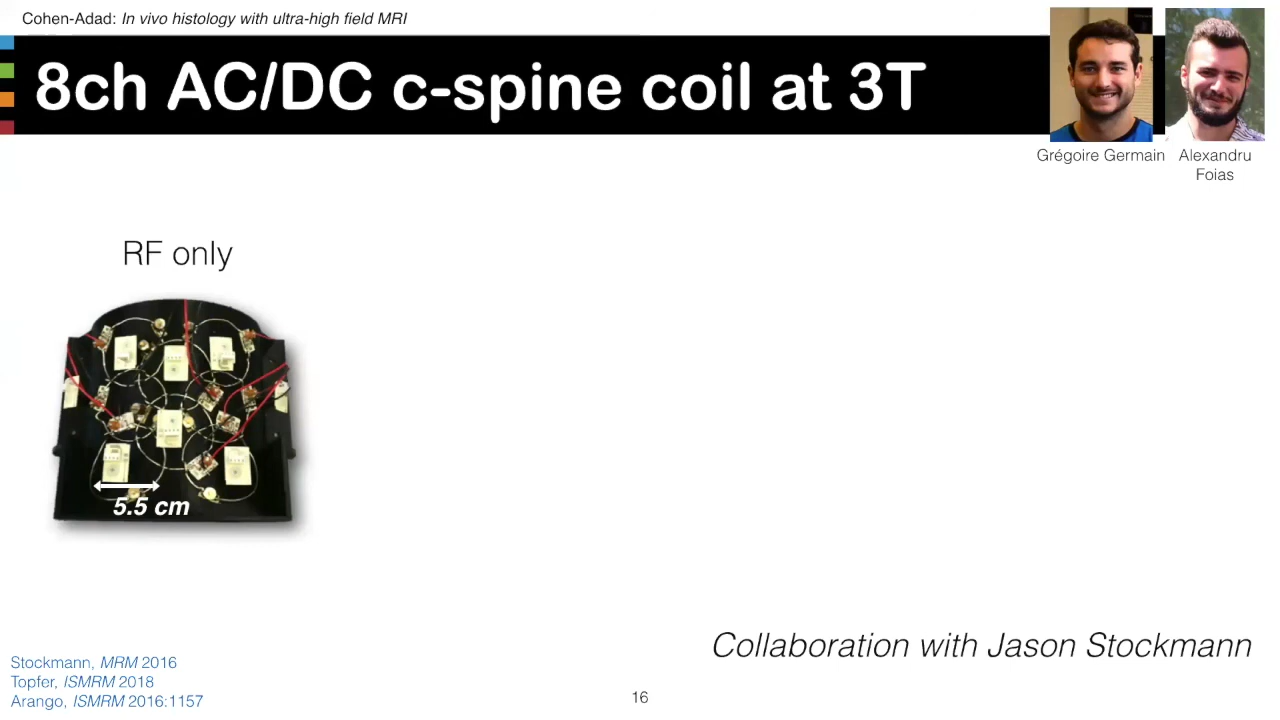 Cohen-Adad: In vivo histology with ultra-high field MRI
8ch AC/DC c-spine coil at 3T
Grégoire Germain
Alexandru
Foias
RF only
5.5 cm
Collaboration with Jason Stockmann
Stockmann, MRM 2016
Topfer, ISMRM 2018
Arango, ISMRM 2016:1157
16